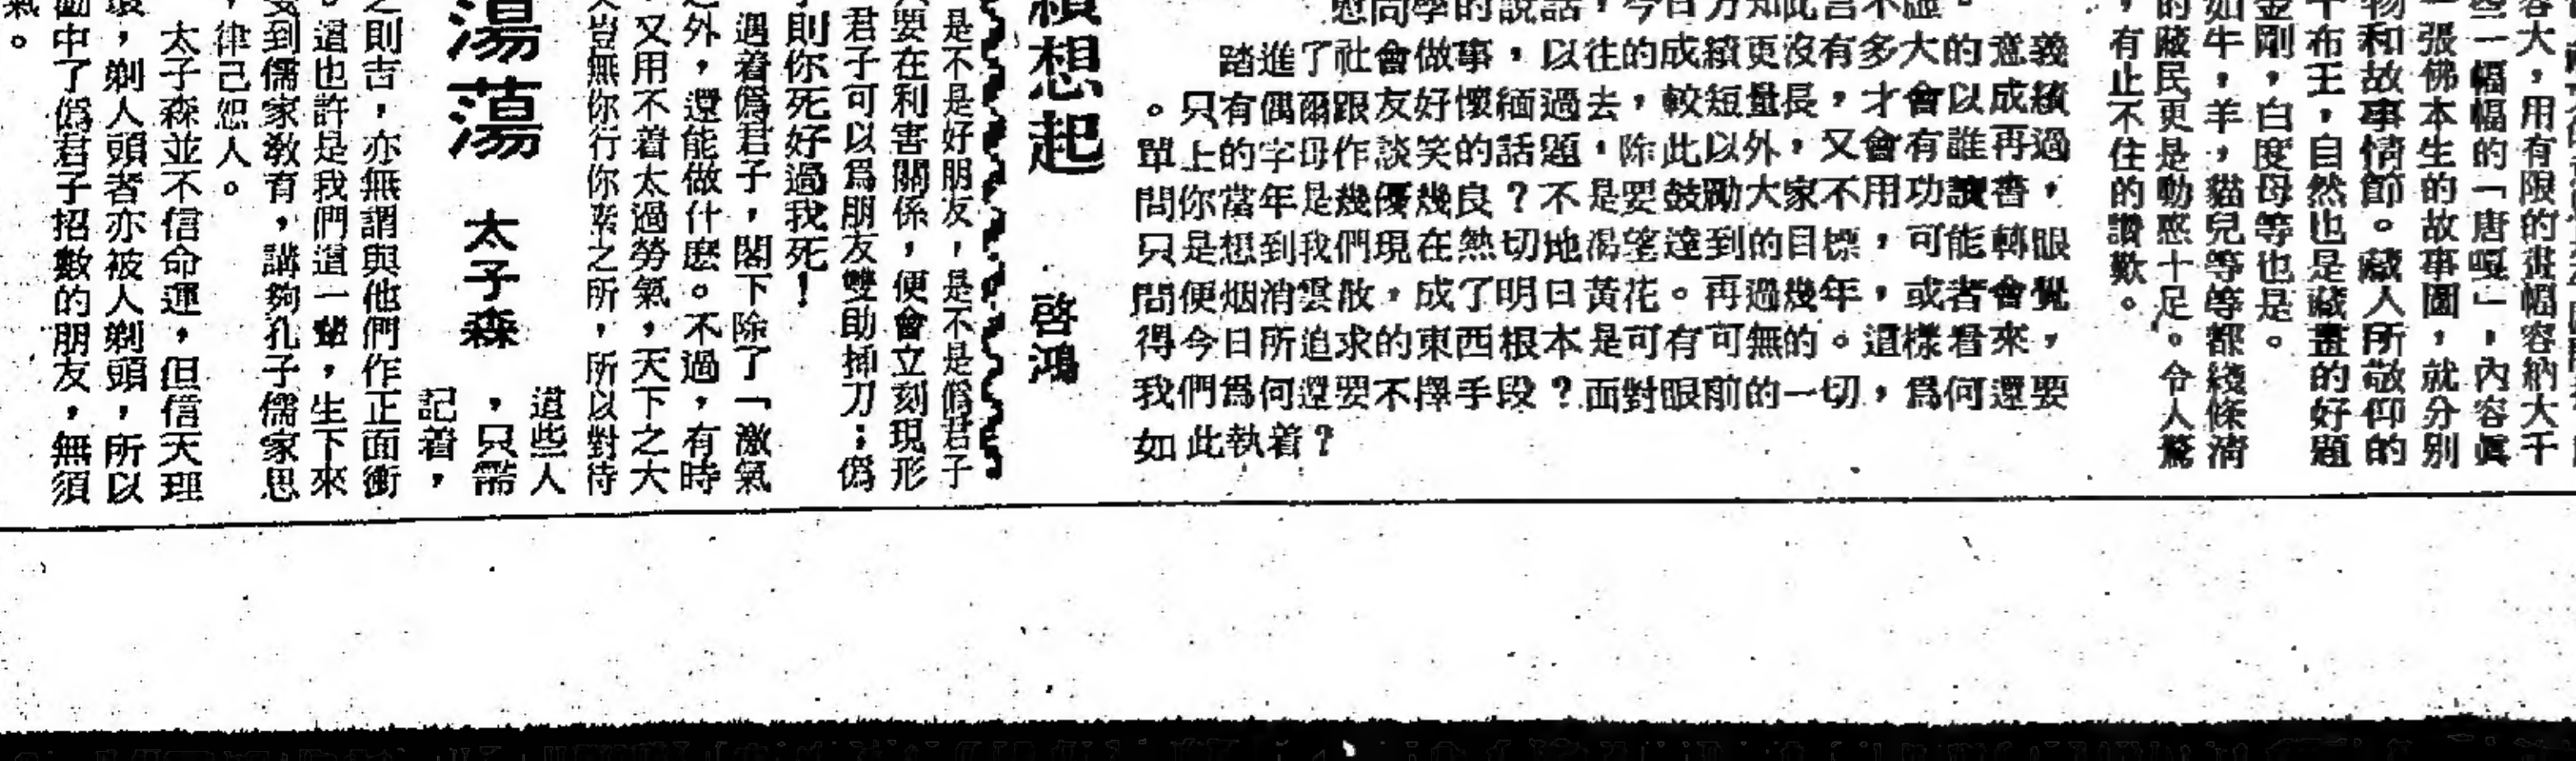 容大,用有限的畫幅容納大千
些一幅幅的「唐嘎」,內容眞
一張佛本生的故事圖,就分別
物和故事情節。藏人所敬仰的
干布王,自然也是藏畫的好題
金剛,白度母等也是。
如牛,羊,貓兒等等都綫條清
的藏民更是動感十足。令人驚
,有止不住的讚歎。
續想起
啓鴻
慰問學的說話,今日方知此言不虛。
踏進了社會做事,以往的成績更沒有多大的意義
。只有偶爾跟友好懷緬過去,較短量長,才會以成績
單上的字母作談笑的話題,除此以外,又會有誰再過
問你當年是幾優幾良?不是要鼓勵大家不用功讀書,
只是想到我們現在熱切地渴望達到的目標,可能轉眼
間便烟消雲散,成了明日黃花。再過幾年,或者會覺
得今日所追求的東西根本是可有可無的。這樣看來,
我們爲何還要不擇手段?面對眼前的一切,爲何還要
如此執着?
是不是好朋友,是不是僞君子
要在利害關係,便會立刻現形
君子可以爲朋友雙助揷刀;僞
則你死好過我死!
遇着僞君子,閣下除了「激氣
之外,還能做什麽。不過,有時
又用不着太過勞氣,天下之大
豈無你行你素之所,所以對待
這些人
,只需
記着,
蕩蕩
太子森
之則吉,亦無謂與他們作正面衝
。這也許是我們這一輩,生下來
受到儒家敎育,講夠孔子儒家思
,律己恕人。
太子森並不信命運,但信天理
環,剃人頭者亦被人剃頭,所以
中了僞君子招數的朋友,無須
氣。